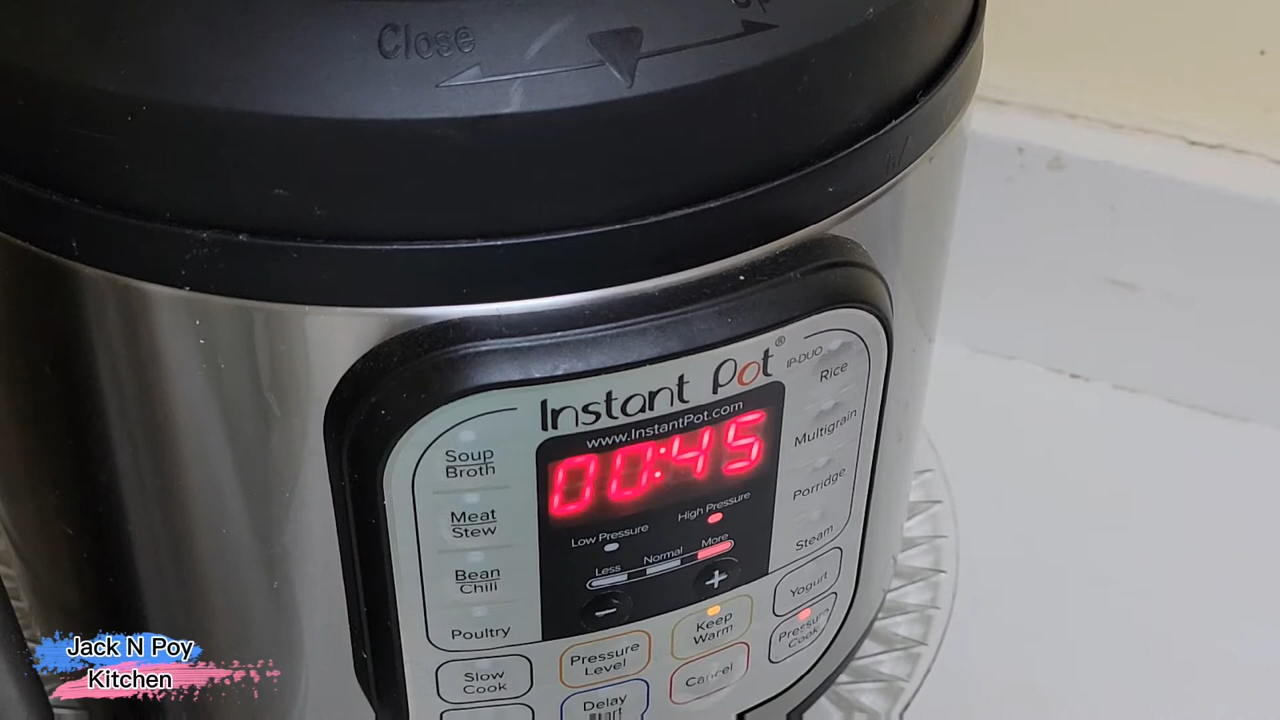 Close
Instant Pot®
IP-DUO
www.InstantPot.com
00:45
Low Pressure
High Pressure
Less
Normal
More
−
+
Soup
Broth
Meat
Stew
Bean
Chili
Poultry
Rice
Multigrain
Porridge
Steam
Slow
Cook
Pressure
Level
Keep
Warm
Yogurt
Pressure
Cook
Delay
Cancel
Jack N Poy
Kitchen